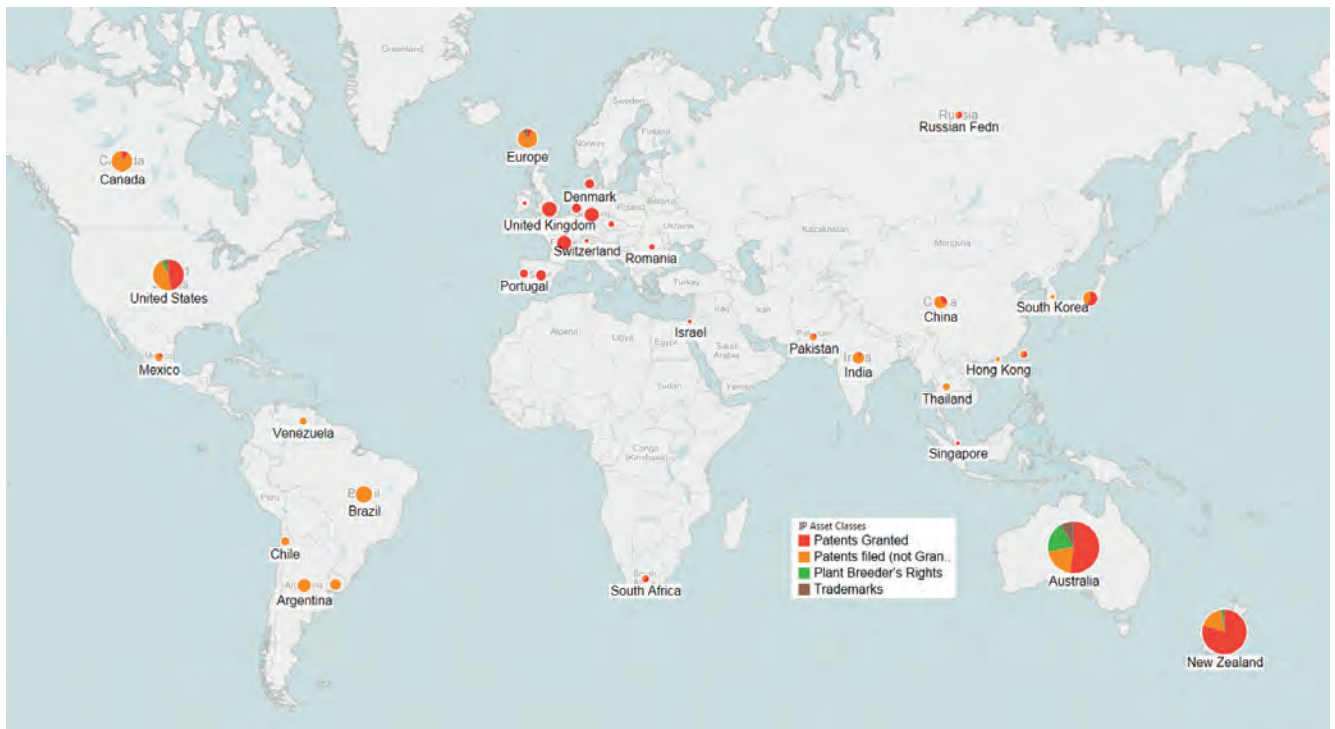 Greenland
Sweden
Finland
Norway
Russia
Russian Fedn
Europe
Canada
Denmark
Poland
Belarus
United Kingdom
Ukraine
Kazakhstan
Switzerland
Romania
Mongolia
United States
Portugal
Turkey
China
South Korea
Israel
Iraq
Iran
Algeria
Libya
Egypt
Saudi
Arabia
Pakistan
India
Hong Kong
Mexico
Thailand
Sudan
Yemen
Venezuela
Singapore
Congo
(Kinshasa)
Peru
Brazil
Chile
Argentina
South Africa
IP Asset Classes
Patents Granted
Patents filed (not Gran..
Plant Breeder's Rights
Trademarks
Australia
New Zealand